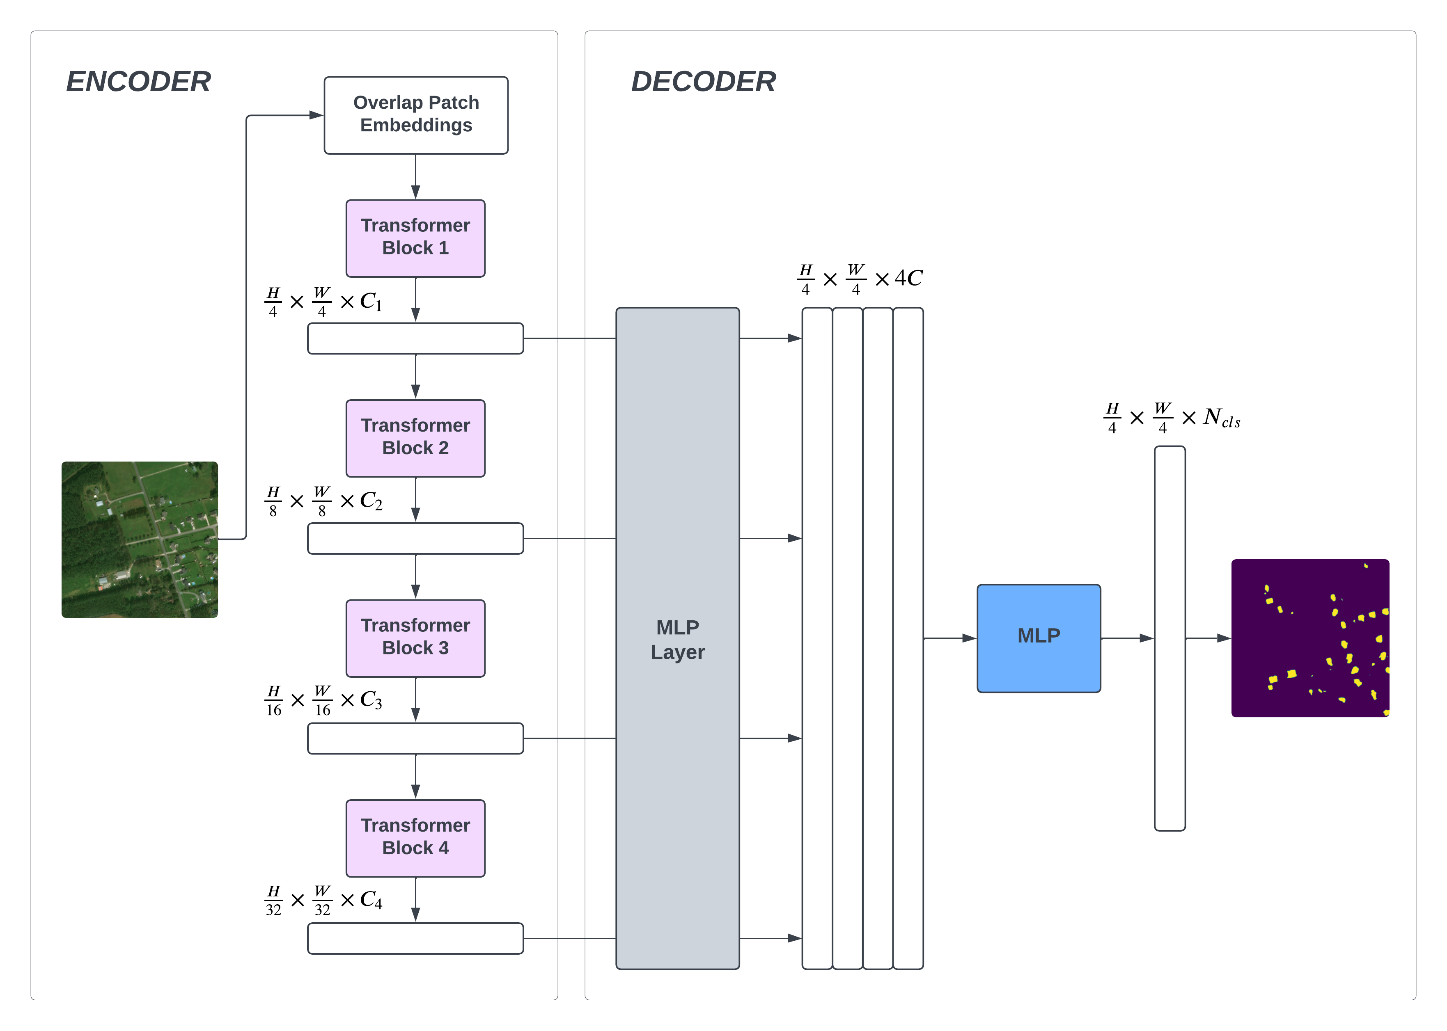 ENCODER
Overlap Patch
Embeddings
Transformer
Block 1
H/4 × W/4 × C₁
Transformer
Block 2
H/8 × W/8 × C₂
Transformer
Block 3
H/16 × W/16 × C₃
Transformer
Block 4
H/32 × W/32 × C₄
DECODER
MLP
Layer
H/4 × W/4 × 4C
MLP
H/4 × W/4 × N_cls